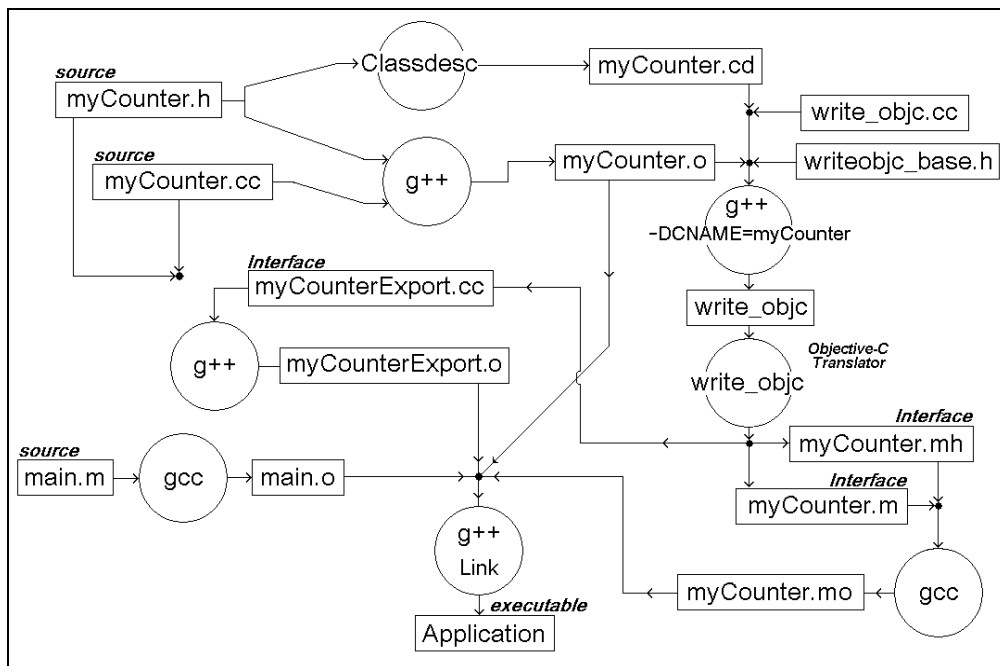 Classdesc
myCounter.cd
source
myCounter.h
write_objc.cc
source
myCounter.cc
g++
myCounter.o
writeobjc_base.h
g++
-DCNAME=myCounter
Interface
myCounterExport.cc
write_objc
g++
myCounterExport.o
Objective-C
Translator
write_objc
Interface
myCounter.mh
source
main.m
gcc
main.o
Interface
myCounter.m
g++
Link
myCounter.mo
gcc
executable
Application